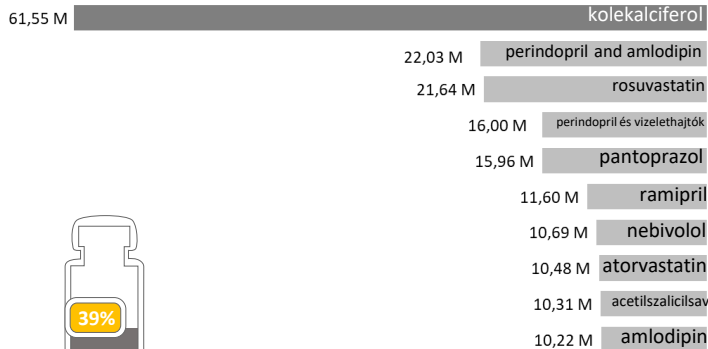 61,55 M kolekalciferol
22,03 M perindopril and amlodipin
21,64 M rosuvastatin
16,00 M perindopril és vizelethajtók
15,96 M pantoprazol
11,60 M ramipril
10,69 M nebivolol
10,48 M atorvastatin
10,31 M acetilszalicilsav
10,22 M amlodipin
39%